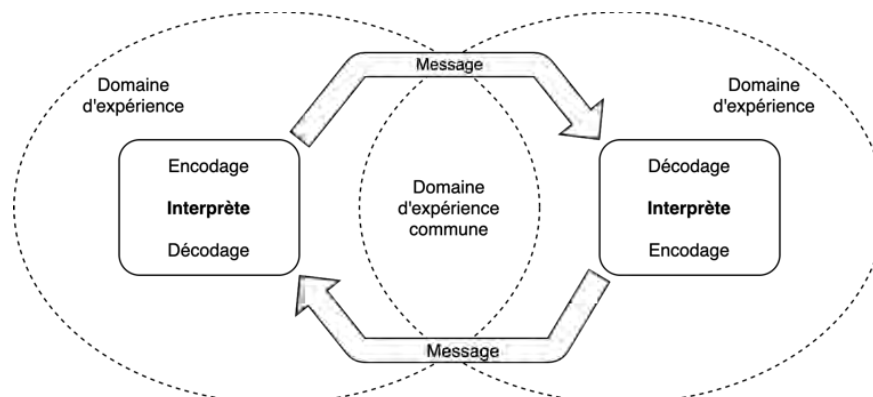 Message
Domaine
d'expérience
Domaine
d'expérience
Encodage
Interprète
Décodage
Domaine
d'expérience
commune
Décodage
Interprète
Encodage
Message